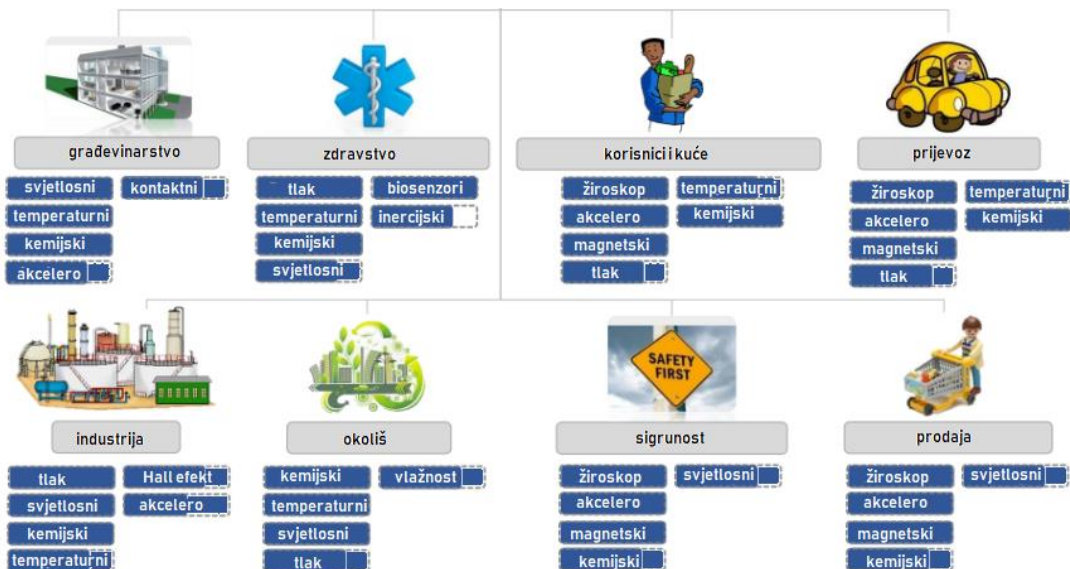 građevinarstvo
svjetlosni
kontaktni
temperaturni
kemijski
akcelero
zdravstvo
tlak
biosenzori
temperaturni
inercijski
kemijski
svjetlosni
korisnici i kuće
žiroskop
temperaturni
akcelero
kemijski
magnetski
tlak
prijevoz
žiroskop
temperaturni
akcelero
kemijski
magnetski
tlak
industrija
tlak
Hall efekt
svjetlosni
akcelero
kemijski
temperaturni
okoliš
kemijski
vlažnost
temperaturni
svjetlosni
tlak
SAFETY
FIRST
sigrunost
žiroskop
svjetlosni
akcelero
magnetski
kemijski
prodaja
žiroskop
svjetlosni
akcelero
magnetski
kemijski